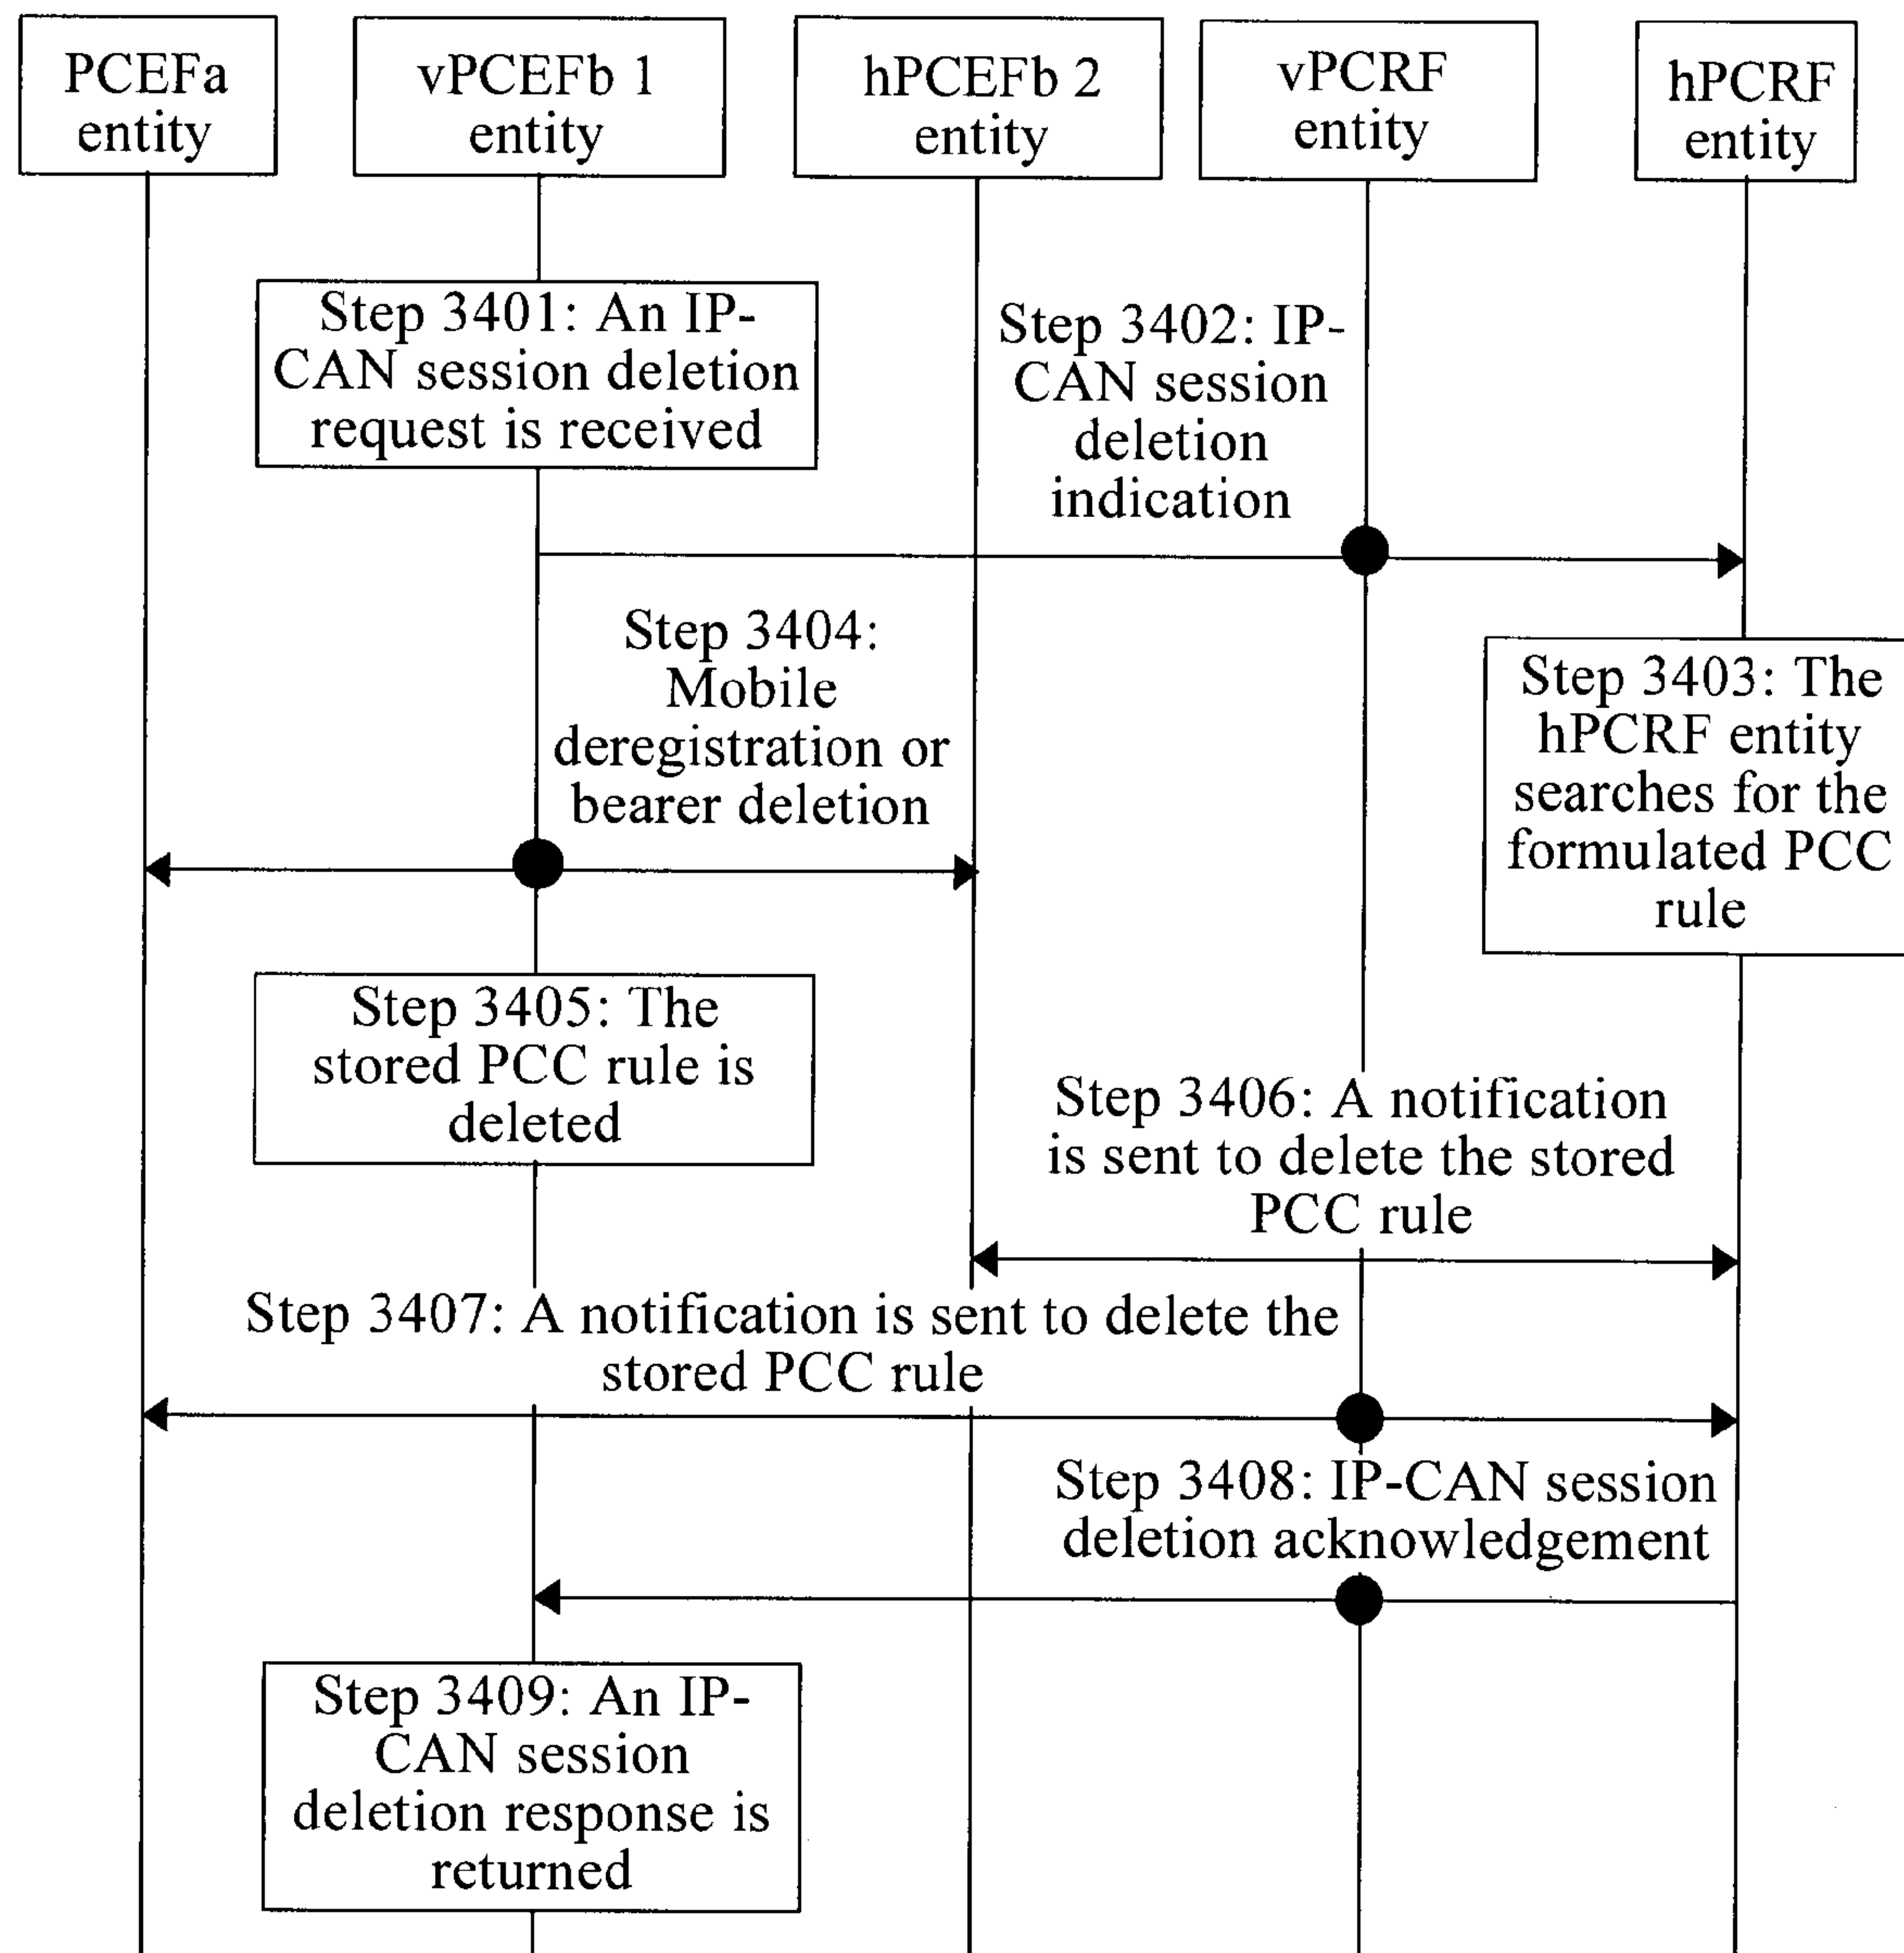 PCEFa
entity
vPCEFb 1
entity
hPCEFb 2
entity
vPCRF
entity
hPCRF
entity
Step 3401: An IP-
CAN session deletion
request is received
Step 3402: IP-
CAN session
deletion
indication
Step 3403: The
hPCRF entity
searches for the
formulated PCC
rule
Step 3404:
Mobile
deregistration or
bearer deletion
Step 3405: The
stored PCC rule is
deleted
Step 3406: A notification
is sent to delete the stored
PCC rule
Step 3407: A notification is sent to delete the
stored PCC rule
Step 3408: IP-CAN session
deletion acknowledgement
Step 3409: An IP-
CAN session
deletion response is
returned